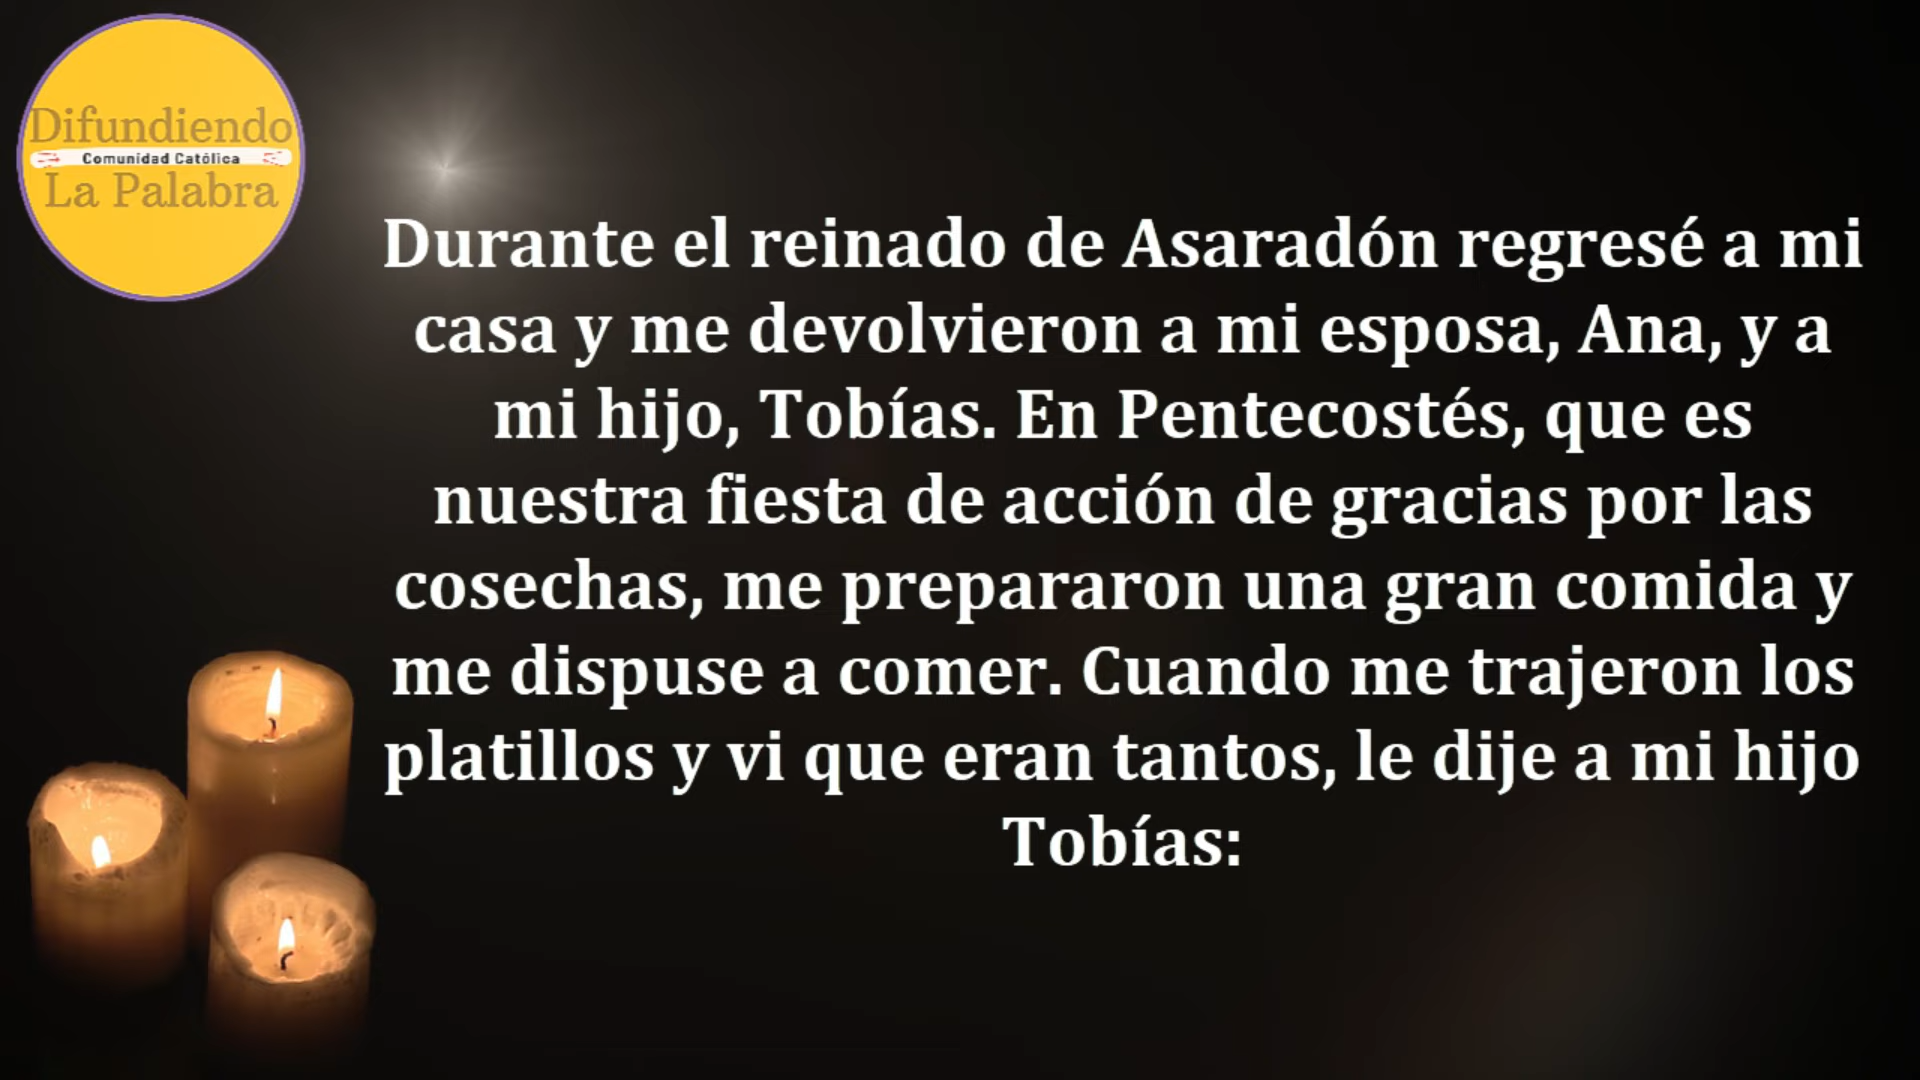 Difundiendo
Comunidad Católica
La Palabra
Durante el reinado de Asaradón regresé a mi
casa y me devolvieron a mi esposa, Ana, y a
mi hijo, Tobías. En Pentecostés, que es
nuestra fiesta de acción de gracias por las
cosechas, me prepararon una gran comida y
me dispuse a comer. Cuando me trajeron los
platillos y vi que eran tantos, le dije a mi hijo
Tobías: